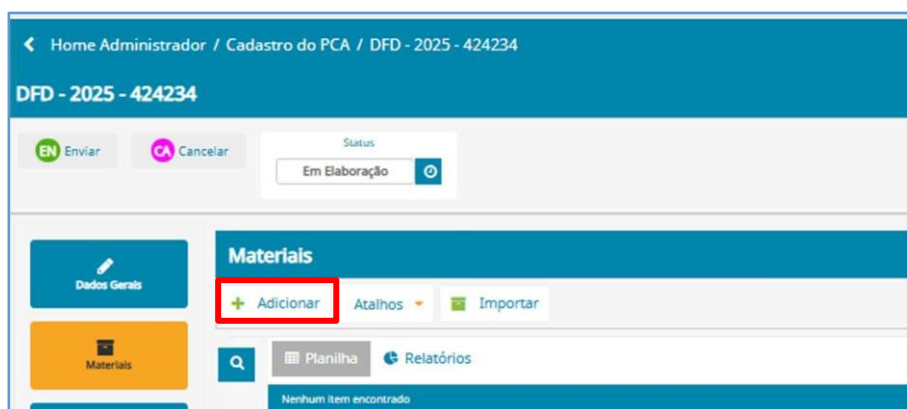 Home Administrador / Cadastro do PCA / DFD - 2025 - 424234
DFD - 2025 - 424234
EN Enviar CA Cancelar
Status
Em Elaboração
Dados Gerais
Materiais
Materiais
+ Adicionar Atalhos Importar
Planilha Relatórios
Nenhum item encontrado